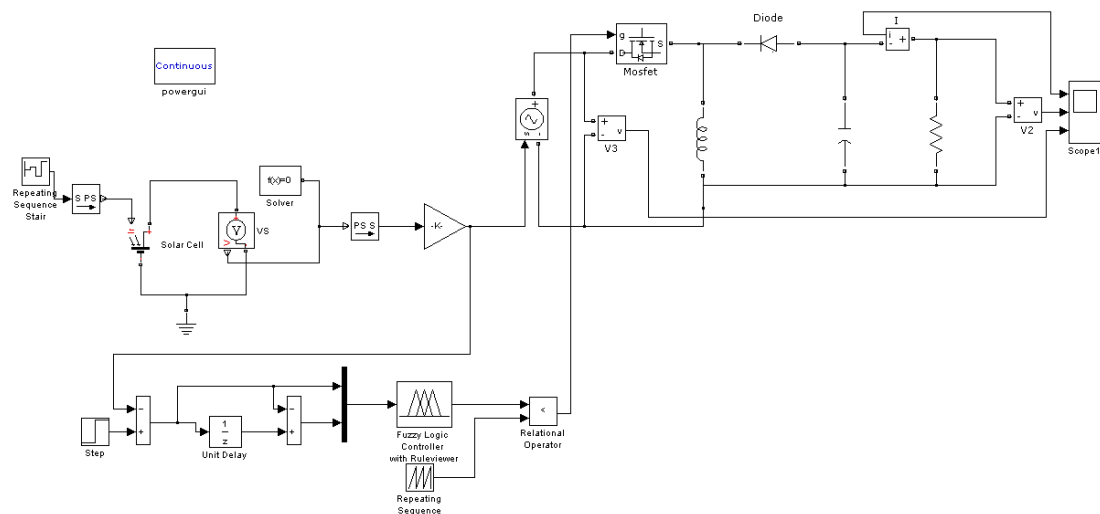 Continuous
powergui
Diode
I
i
+
-
g
D
S
Mosfet
+
-
v
V3
+
-
v
V2
Scope1
s
-
+
Repeating
Sequence
Stair
S PS
Solar Cell
V
V
VS
f(x)=0
Solver
PS S
-K-
-
+
Step
1
z
Unit Delay
-
+
Fuzzy Logic
Controller
with Ruleviewer
<
Relational
Operator
Repeating
Sequence